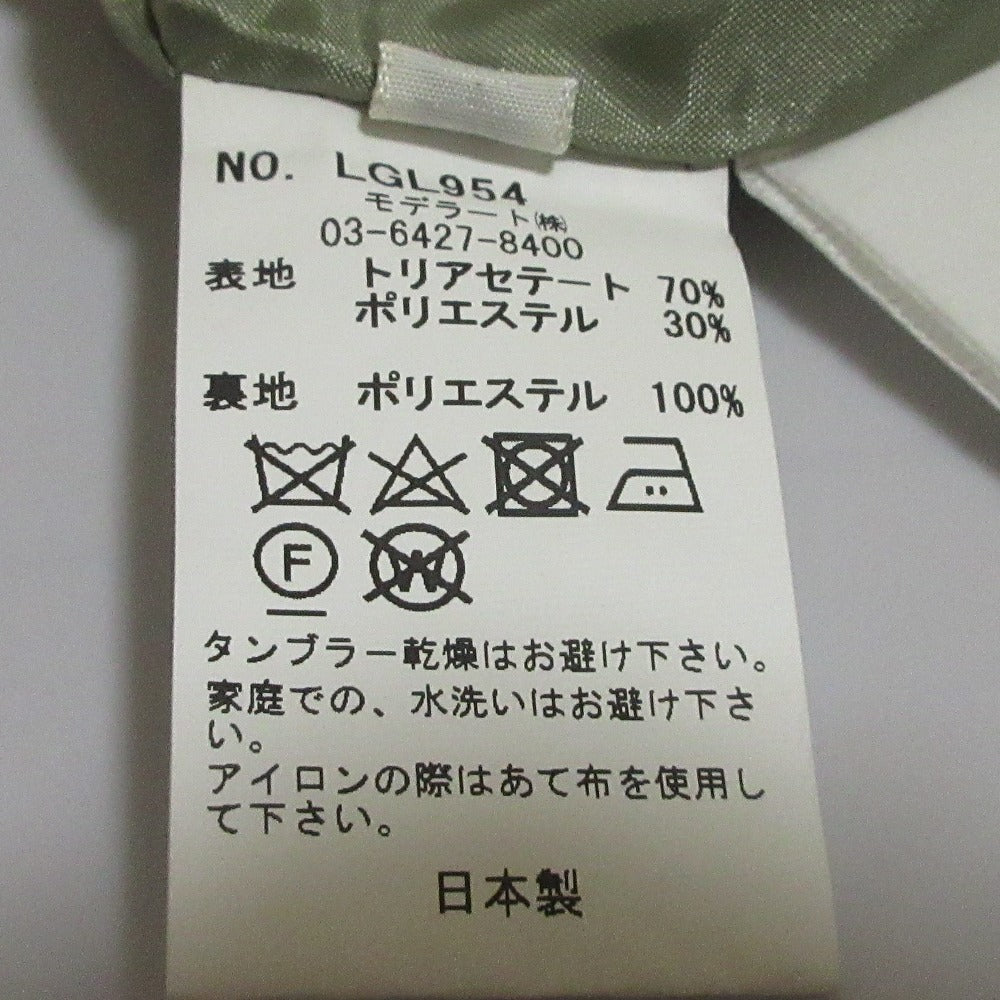 NO. LGL954
モデラート(株)
03-6427-8400
表地 トリアセテート 70%
ポリエステル 30%
裏地 ポリエステル 100%
F W
タンブラー乾燥はお避け下さい。
家庭での、水洗いはお避け下さ
い。
アイロンの際はあて布を使用し
て下さい。
日本製